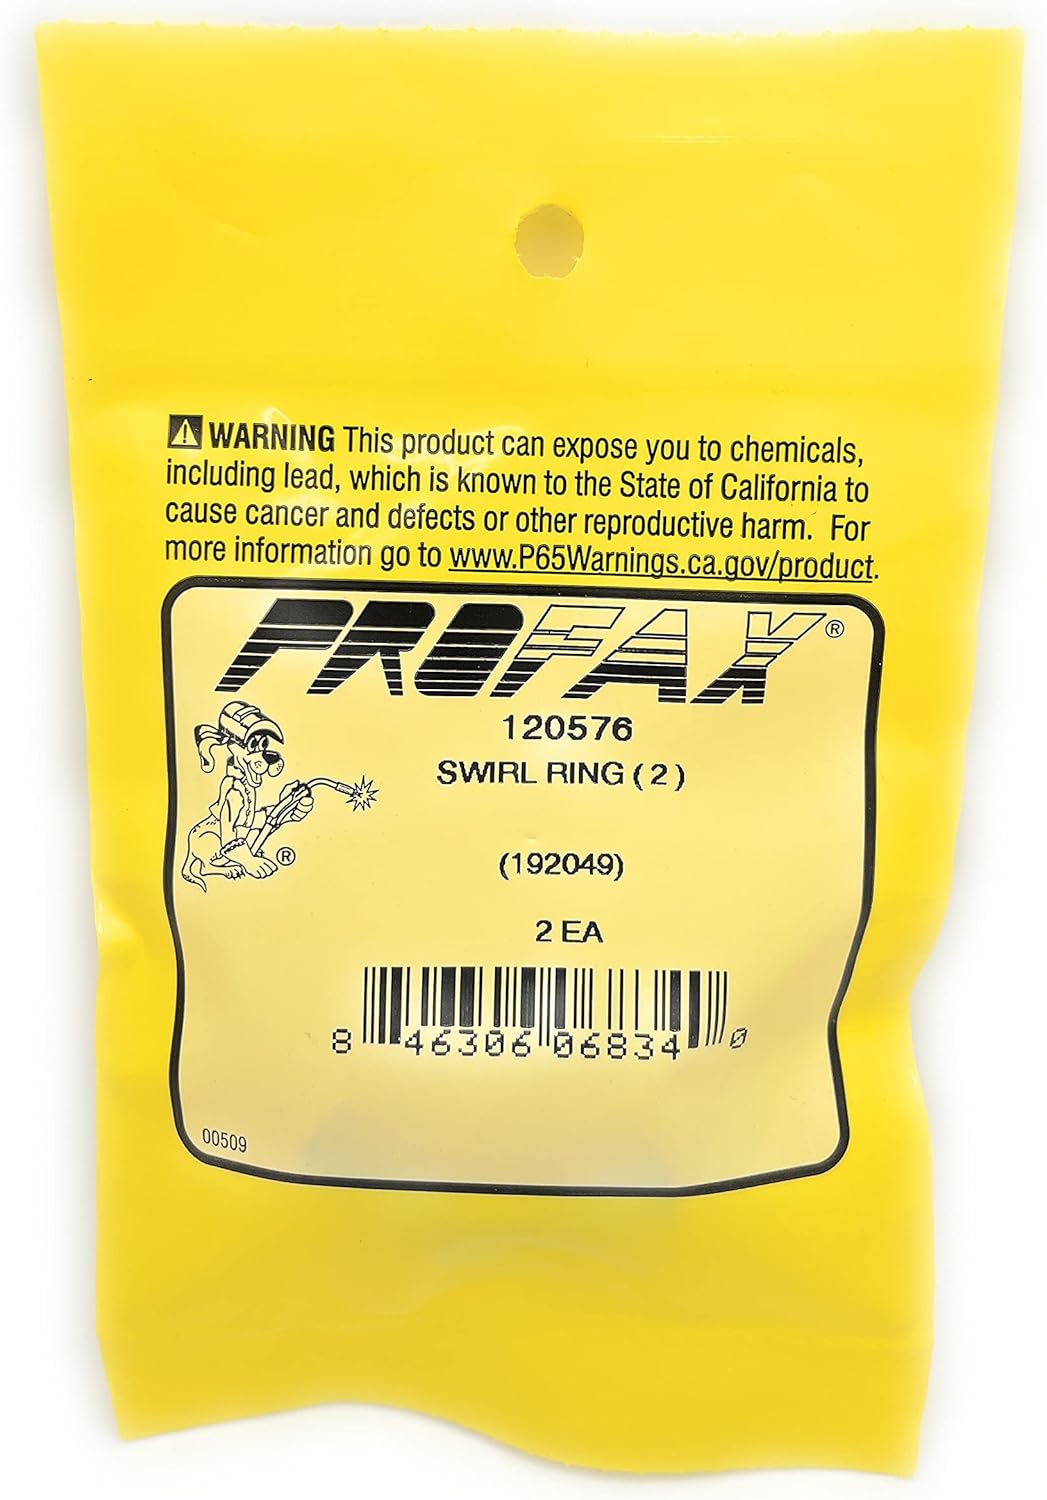 WARNING This product can expose you to chemicals,
including lead, which is known to the State of California to
cause cancer and defects or other reproductive harm. For
more information go to www.P65Warnings.ca.gov/product.
PROFAX®
120576
SWIRL RING (2)
®
(192049)
2 EA
8 46306 06834 0
00509